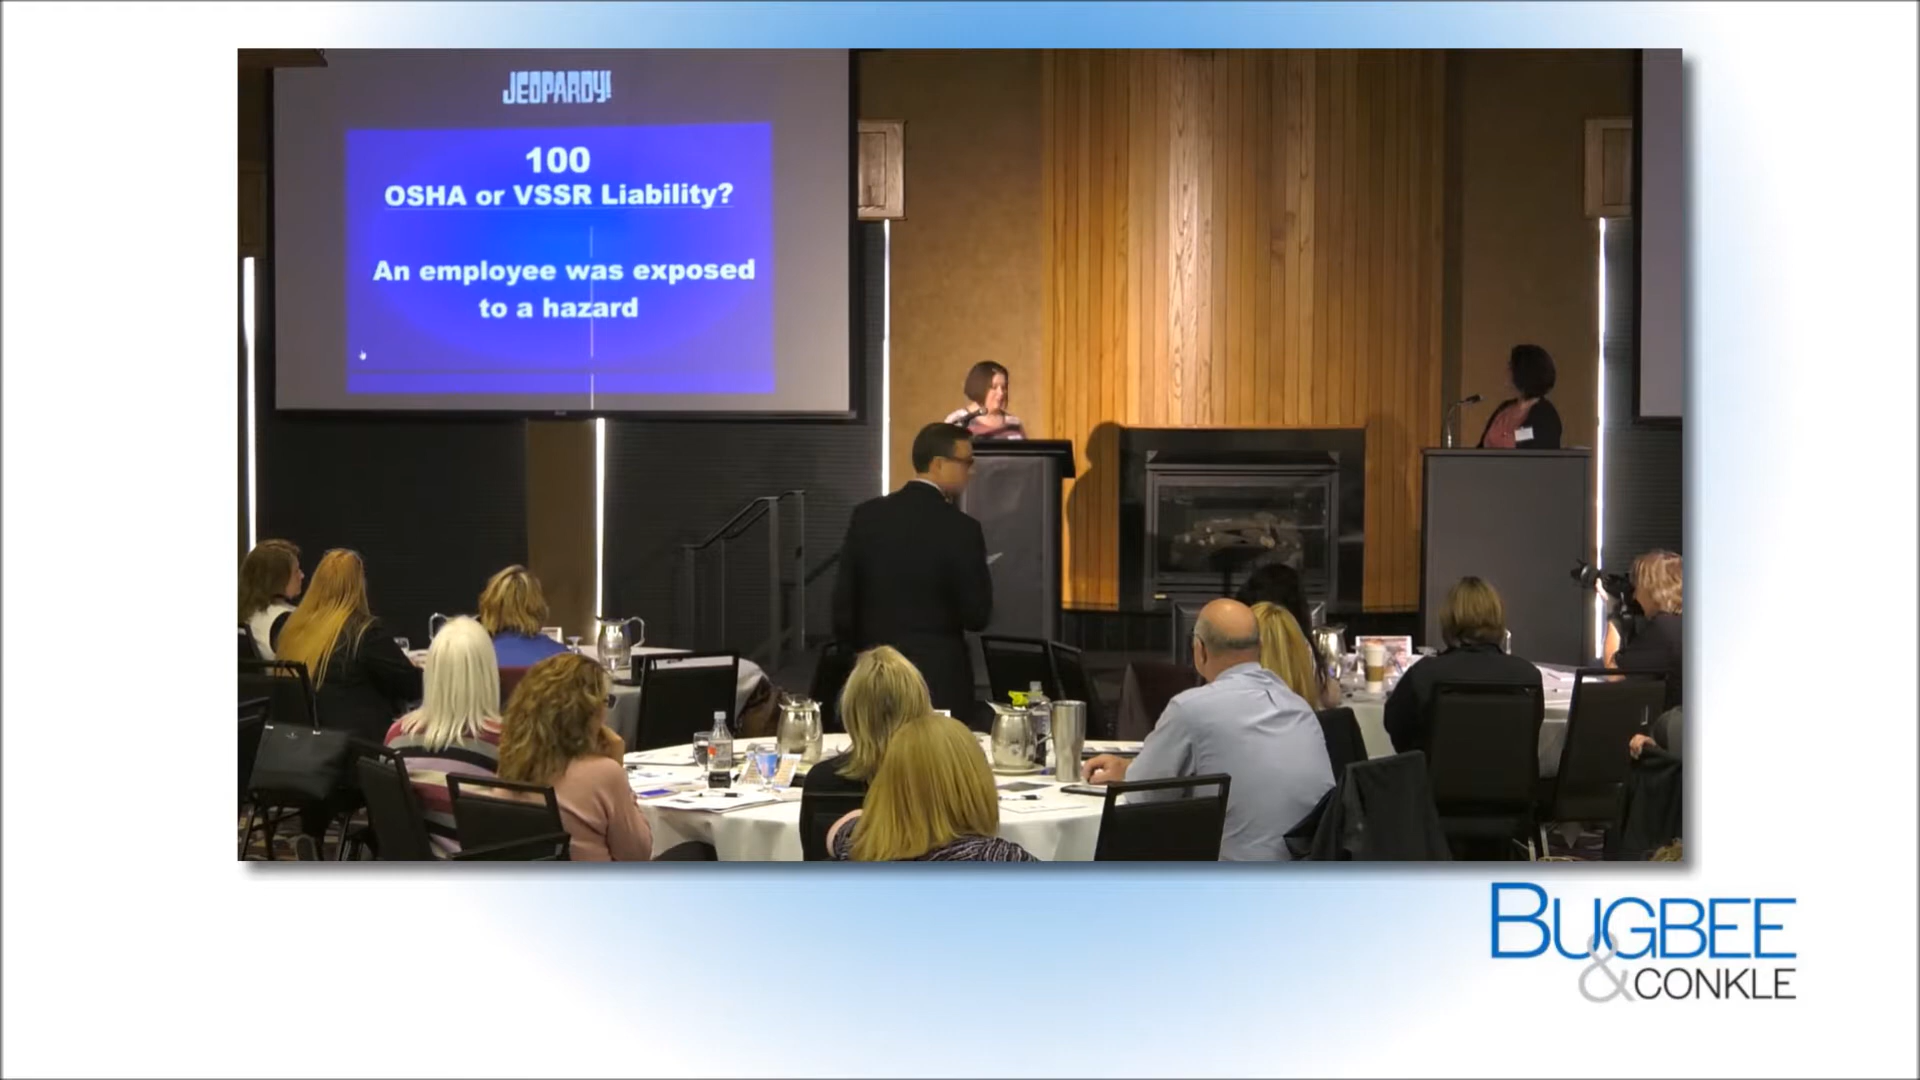 JEOPARDY!
100
OSHA or VSSR Liability?
An employee was exposed
to a hazard
BUGBEE
& CONKLE